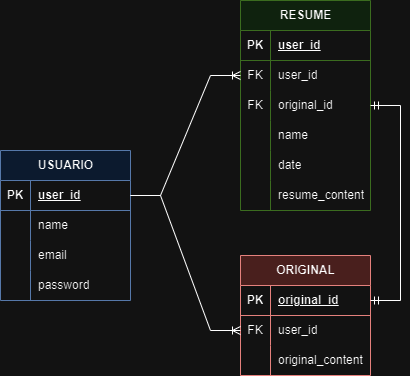 RESUME
PK user_id
FK user_id
FK original_id
name
date
resume_content
USUARIO
PK user_id
name
email
password
ORIGINAL
PK original_id
FK user_id
original_content